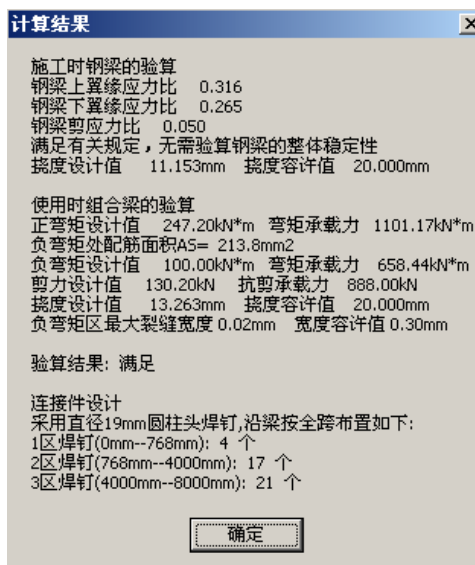 计算结果
施工时钢梁的验算
钢梁上翼缘应力比 0.316
钢梁下翼缘应力比 0.265
钢梁剪应力比 0.050
满足有关规定，无需验算钢梁的整体稳定性
挠度设计值 11.153mm 挠度容许值 20.000mm
使用时组合梁的验算
正弯矩设计值 247.20kN*m 弯矩承载力 1101.17kN*m
负弯矩处配筋面积AS= 213.8mm2
负弯矩设计值 100.00kN*m 弯矩承载力 658.44kN*m
剪力设计值 130.20kN 抗剪承载力 888.00kN
挠度设计值 13.263mm 挠度容许值 20.000mm
负弯矩区最大裂缝宽度 0.02mm 宽度容许值 0.30mm
验算结果: 满足
连接件设计
采用直径19mm圆柱头焊钉,沿梁按全跨布置如下:
1区焊钉(0mm--768mm): 4 个
2区焊钉(768mm--4000mm): 17 个
3区焊钉(4000mm--8000mm): 21 个
确定